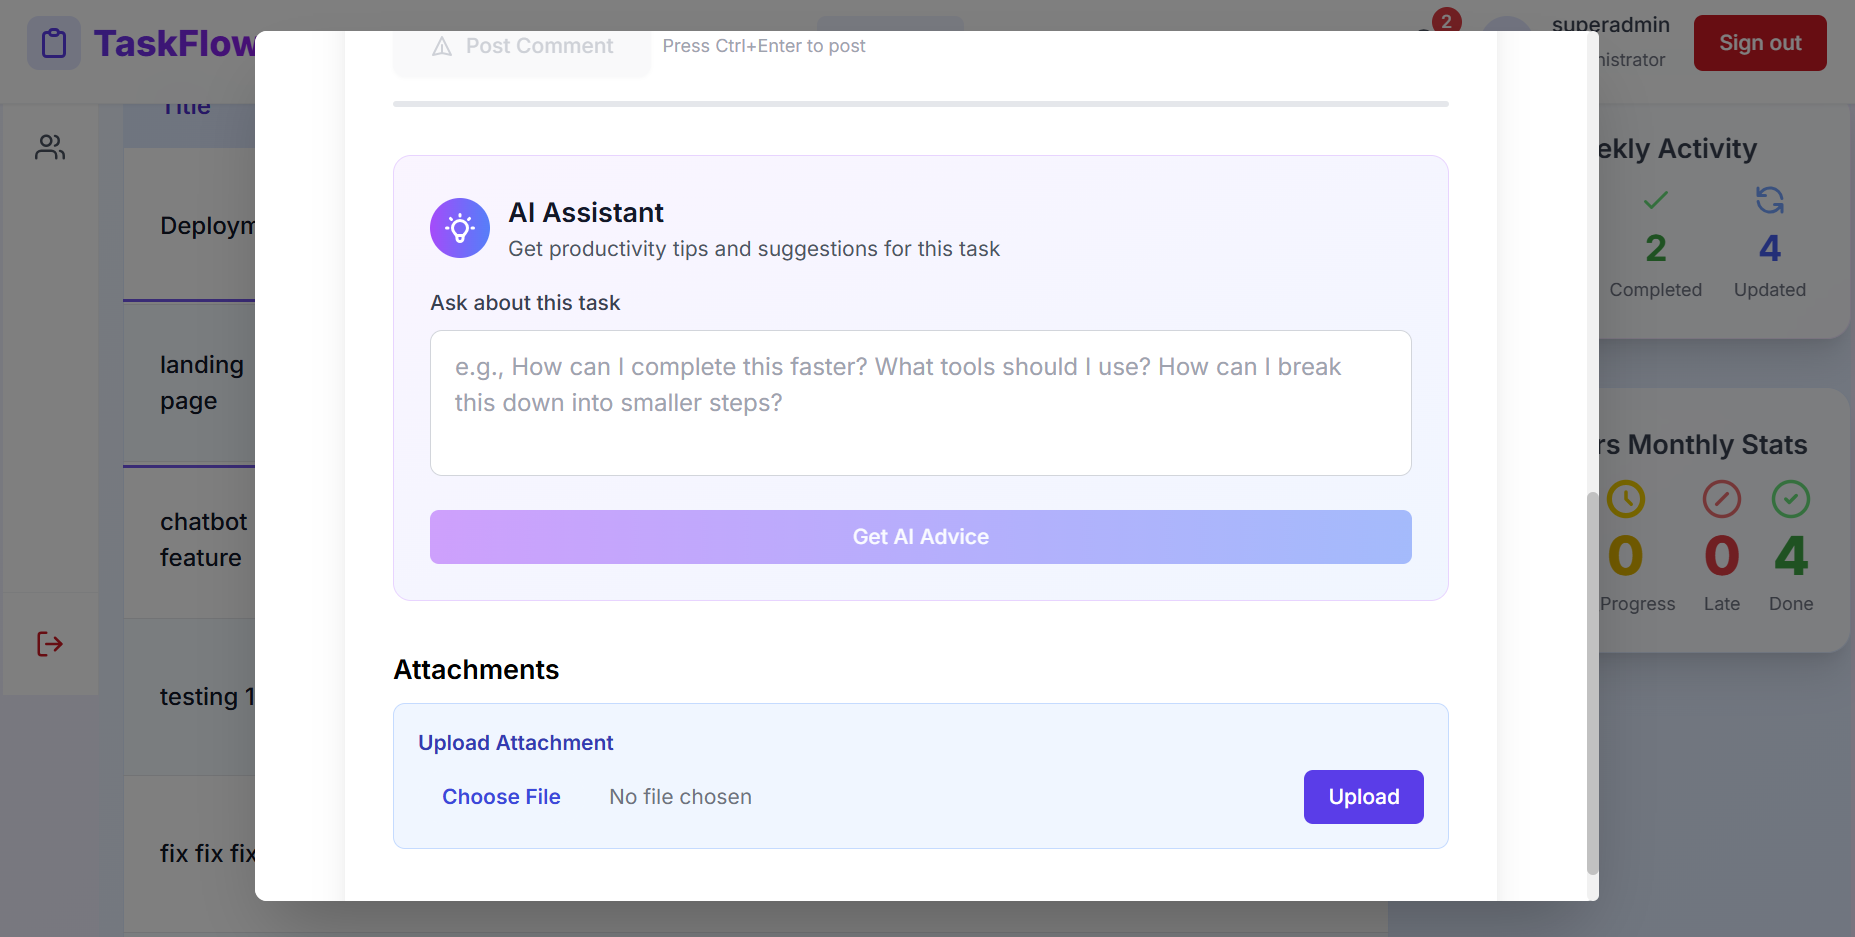 TaskFlow
2
superadmin
nistrator
Sign out
Post Comment
Press Ctrl+Enter to post
Title
AI Assistant
Get productivity tips and suggestions for this task
Ask about this task
e.g., How can I complete this faster? What tools should I use? How can I break
this down into smaller steps?
Get AI Advice
Attachments
Upload Attachment
Choose File
No file chosen
Upload
Deploym
landing
page
chatbot
feature
testing 1
fix fix fix
ekly Activity
2
4
Completed
Updated
rs Monthly Stats
0
0
4
Progress
Late
Done